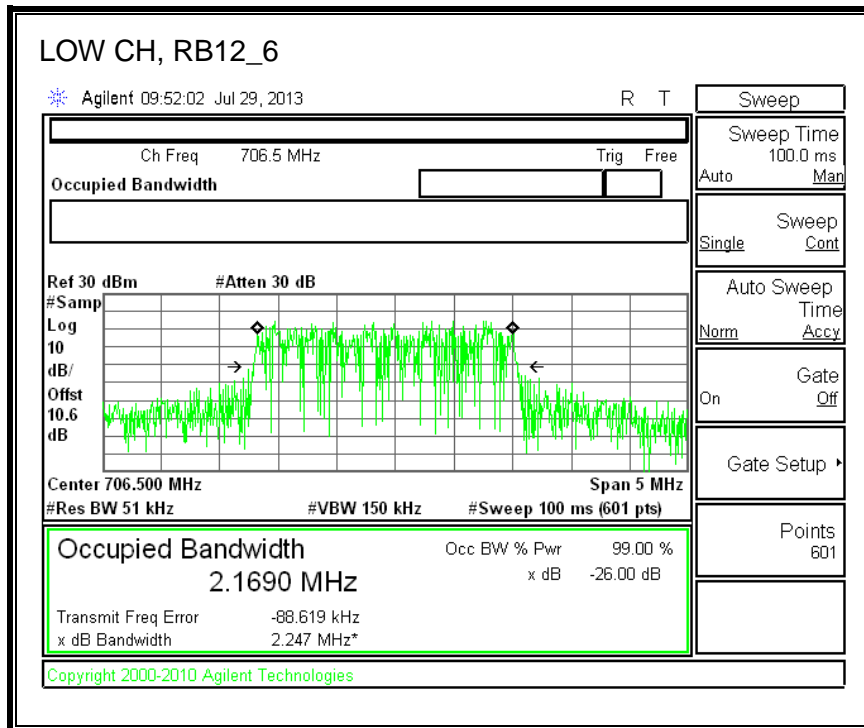 LOW CH, RB12_6
Agilent 09:52:02 Jul 29, 2013 R T
Ch Freq 706.5 MHz Trig Free
Occupied Bandwidth
Ref 30 dBm #Atten 30 dB
#Samp
Log
10
dB/
Offst
10.6
dB
Center 706.500 MHz Span 5 MHz
#Res BW 51 kHz #VBW 150 kHz #Sweep 100 ms (601 pts)
Occupied Bandwidth Occ BW % Pwr 99.00 %
2.1690 MHz x dB -26.00 dB
Transmit Freq Error -88.619 kHz
x dB Bandwidth 2.247 MHz*
Copyright 2000-2010 Agilent Technologies
Sweep
Sweep Time
100.0 ms
Auto Man
Sweep
Single Cont
Auto Sweep
Time
Norm Accy
Gate
On Off
Gate Setup
Points
601